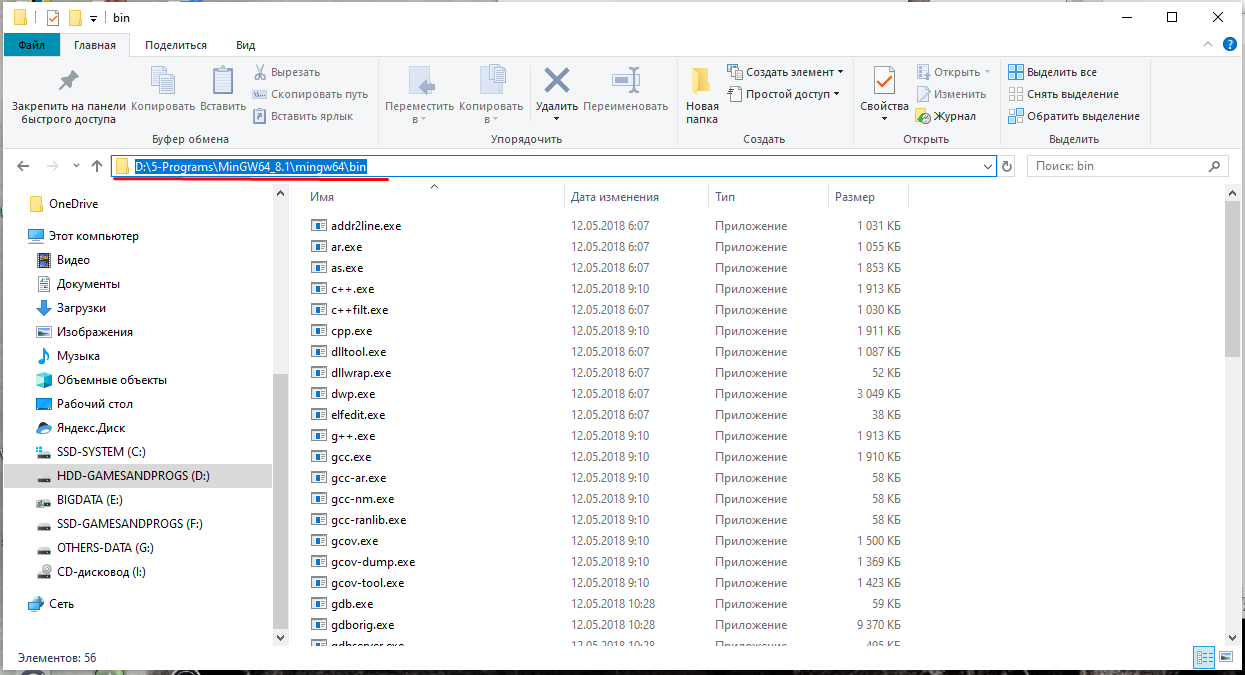 bin
Файл Главная Поделиться Вид
Закрепить на панели быстрого доступа
Копировать
Вставить
Вырезать
Скопировать путь
Вставить ярлык
Буфер обмена
Переместить в
Копировать в
Удалить
Переименовать
Упорядочить
Новая папка
Создать элемент
Простой доступ
Создать
Свойства
Открыть
Изменить
Журнал
Открыть
Выделить все
Снять выделение
Обратить выделение
Выделить
D:\5-Programs\MinGW64_8.1\mingw64\bin
Поиск: bin
OneDrive
Этот компьютер
Видео
Документы
Загрузки
Изображения
Музыка
Объемные объекты
Рабочий стол
Яндекс.Диск
SSD-SYSTEM (C:)
HDD-GAMESANDPROGS (D:)
BIGDATA (E:)
SSD-GAMESANDPROGS (F:)
OTHERS-DATA (G:)
CD-дисковод (I:)
Сеть
Имя Дата изменения Тип Размер
addr2line.exe 12.05.2018 6:07 Приложение 1 031 КБ
ar.exe 12.05.2018 6:07 Приложение 1 055 КБ
as.exe 12.05.2018 6:07 Приложение 1 853 КБ
c++.exe 12.05.2018 9:10 Приложение 1 913 КБ
c++filt.exe 12.05.2018 6:07 Приложение 1 030 КБ
cpp.exe 12.05.2018 9:10 Приложение 1 911 КБ
dlltool.exe 12.05.2018 6:07 Приложение 1 087 КБ
dllwrap.exe 12.05.2018 6:07 Приложение 52 КБ
dwp.exe 12.05.2018 6:07 Приложение 3 049 КБ
elfedit.exe 12.05.2018 6:07 Приложение 38 КБ
g++.exe 12.05.2018 9:10 Приложение 1 913 КБ
gcc.exe 12.05.2018 9:10 Приложение 1 910 КБ
gcc-ar.exe 12.05.2018 9:10 Приложение 58 КБ
gcc-nm.exe 12.05.2018 9:10 Приложение 58 КБ
gcc-ranlib.exe 12.05.2018 9:10 Приложение 58 КБ
gcov.exe 12.05.2018 9:10 Приложение 1 500 КБ
gcov-dump.exe 12.05.2018 9:10 Приложение 1 369 КБ
gcov-tool.exe 12.05.2018 9:10 Приложение 1 423 КБ
gdb.exe 12.05.2018 10:28 Приложение 59 КБ
gdborig.exe 12.05.2018 10:28 Приложение 9 370 КБ
gdbserver.exe 12.05.2018 10:28 Приложение 495 КБ
Элементов: 56